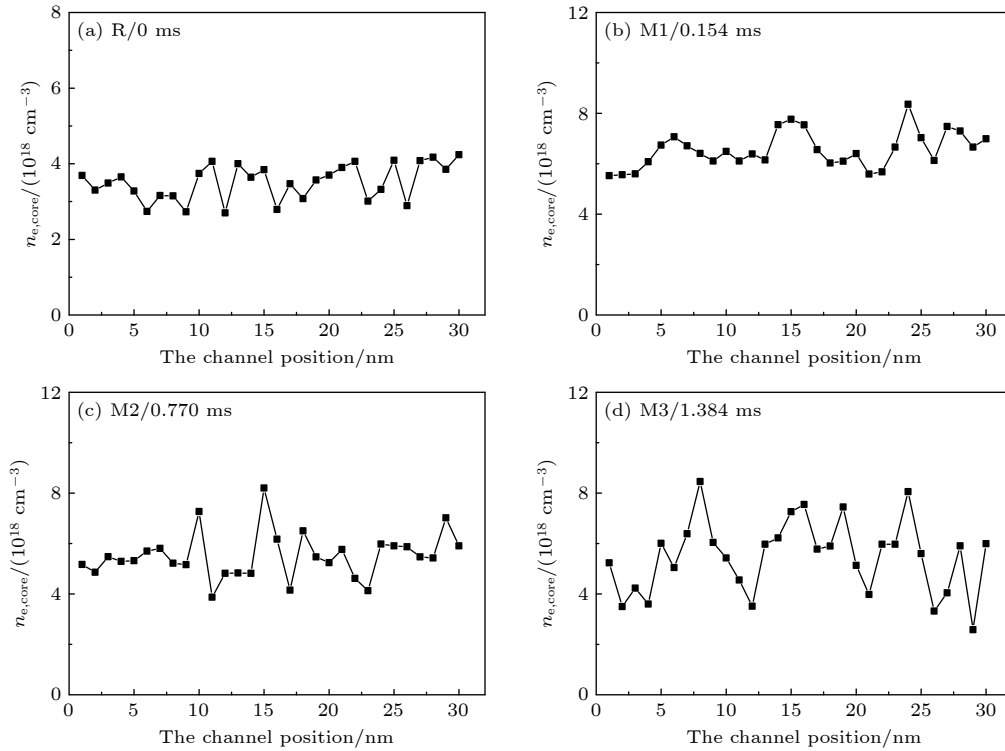 (a) R/0 ms
8
6
4
2
0
n_e,core/(10^18 cm^−3)
0 5 10 15 20 25 30
The channel position/nm
(b) M1/0.154 ms
12
8
4
0
n_e,core/(10^18 cm^−3)
0 5 10 15 20 25 30
The channel position/nm
(c) M2/0.770 ms
12
8
4
0
n_e,core/(10^18 cm^−3)
0 5 10 15 20 25 30
The channel position/nm
(d) M3/1.384 ms
12
8
4
0
n_e,core/(10^18 cm^−3)
0 5 10 15 20 25 30
The channel position/nm